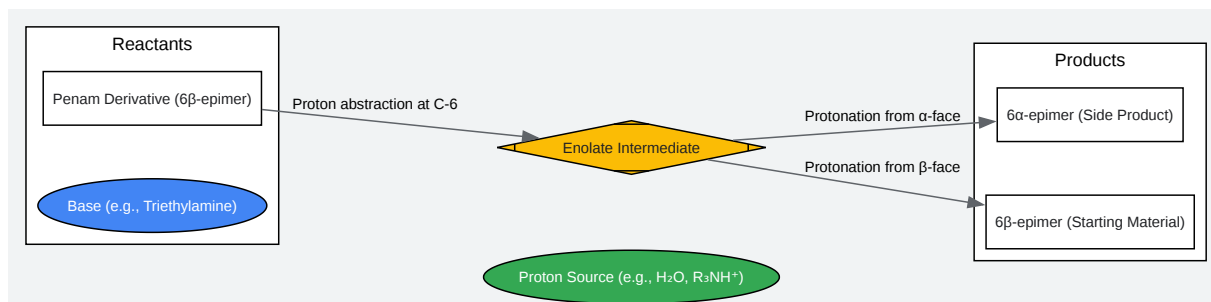 Reactants
Penam Derivative (6β-epimer)
Base (e.g., Triethylamine)
Proton abstraction at C-6
Enolate Intermediate
Proton Source (e.g., H₂O, R₃NH⁺)
Protonation from α-face
Protonation from β-face
Products
6α-epimer (Side Product)
6β-epimer (Starting Material)